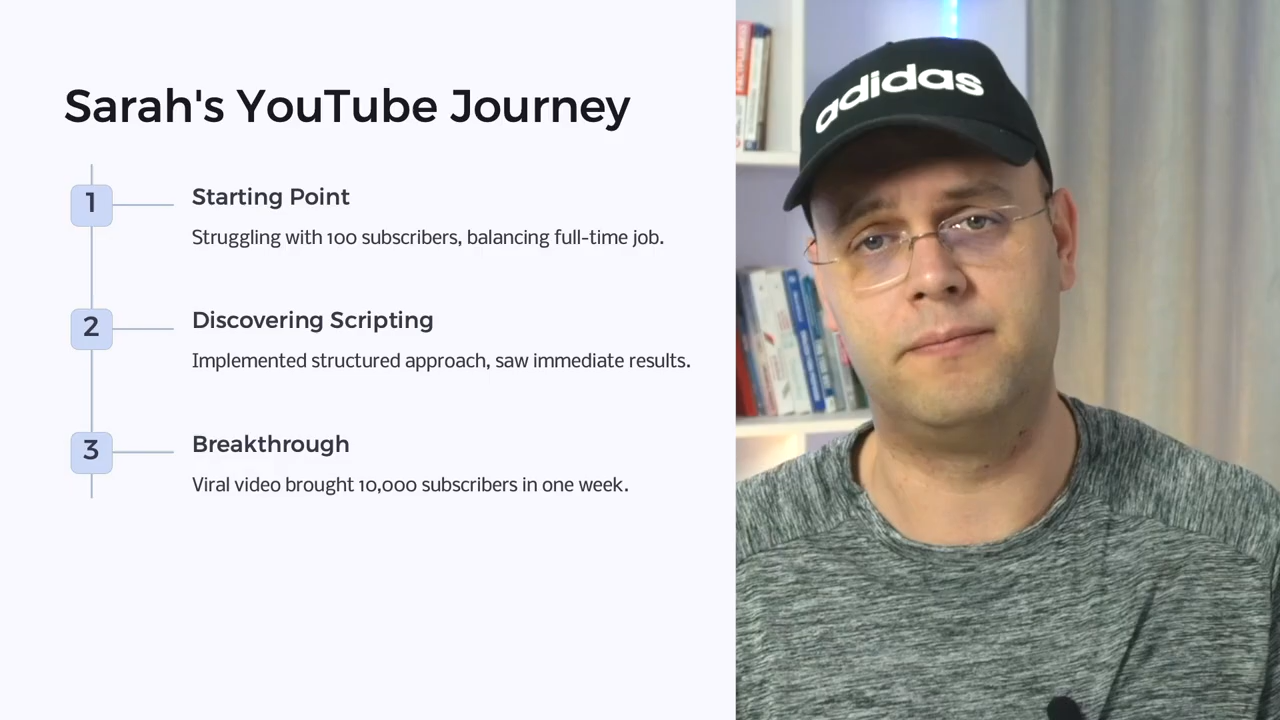 Sarah's YouTube Journey
1
Starting Point
Struggling with 100 subscribers, balancing full-time job.
2
Discovering Scripting
Implemented structured approach, saw immediate results.
3
Breakthrough
Viral video brought 10,000 subscribers in one week.
adidas